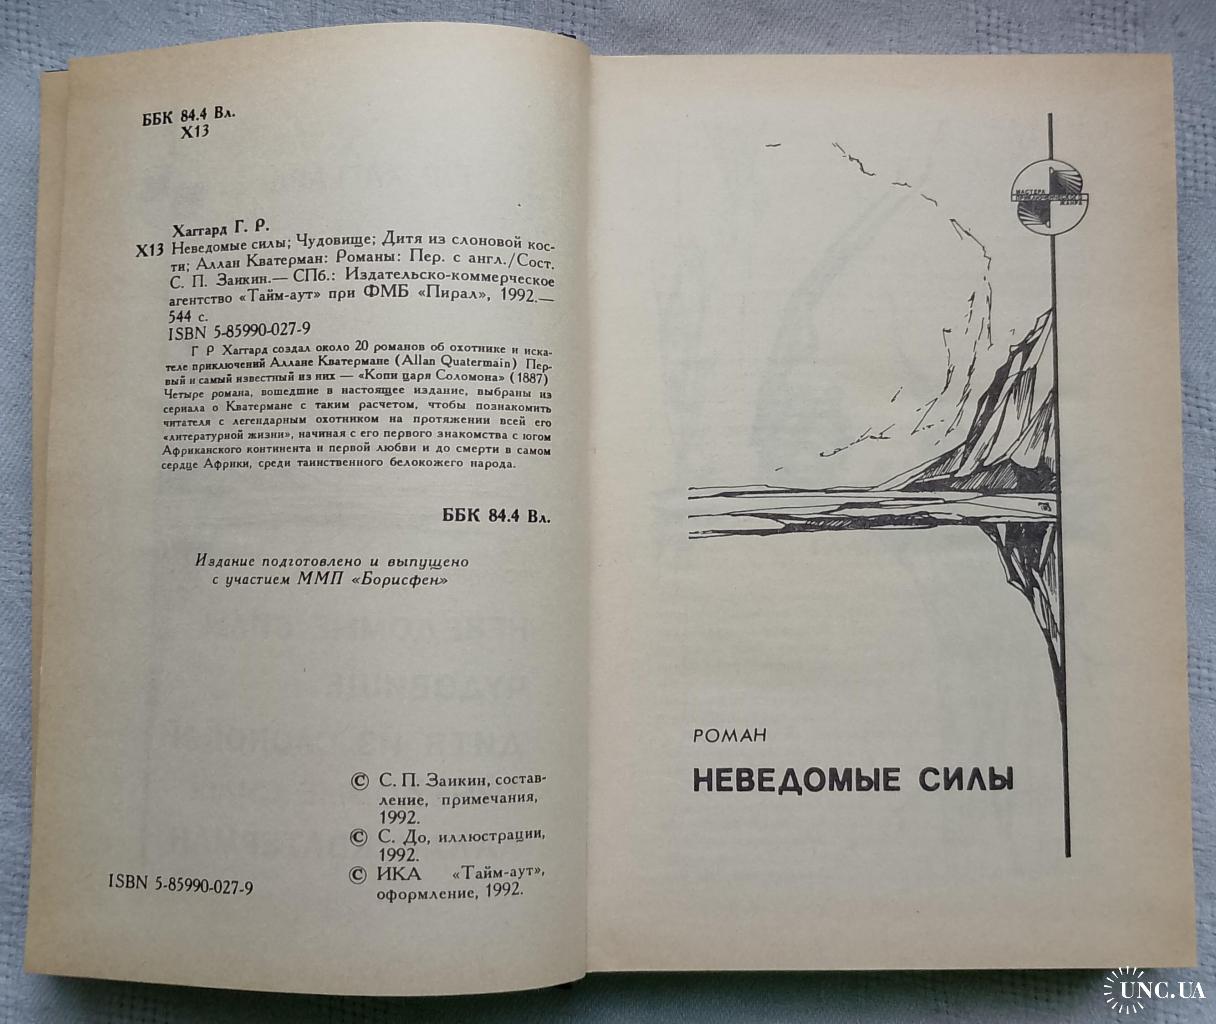 ББК 84.4 Вл.
Х13
Хаггард Г. Р.
Х13 Неведомые силы; Чудовище; Дитя из слоновой кос-
ти; Аллан Кватерман: Романы: Пер. с англ./Сост.
С. П. Заикин.— СПб.: Издательско-коммерческое
агентство «Тайм-аут» при ФМБ «Пирал», 1992.—
544 с.
ISBN 5-85990-027-9
Г Р Хаггард создал около 20 романов об охотнике и иска-
теле приключений Аллане Кватермане (Allan Quatermain) Пер-
вый и самый известный из них — «Копи царя Соломона» (1887)
Четыре романа, вошедшие в настоящее издание, выбраны из
сериала о Кватермане с таким расчетом, чтобы познакомить
читателя с легендарным охотником на протяжении всей его
«литературной жизни», начиная с его первого знакомства с югом
Африканского континента и первой любви и до смерти в самом
сердце Африки, среди таинственного белокожего народа.
ББК 84.4 Вл.
Издание подготовлено и выпущено
с участием ММП «Борисфен»
© С. П. Заикин, состав-
ление, примечания,
1992.
© С. До, иллюстрации,
1992.
© ИКА «Тайм-аут»,
оформление, 1992.
ISBN 5-85990-027-9
МАСТЕРА
ПРИКЛЮЧЕНЧЕСКОГО
ЖАНРА
РОМАН
НЕВЕДОМЫЕ СИЛЫ
UNC.UA